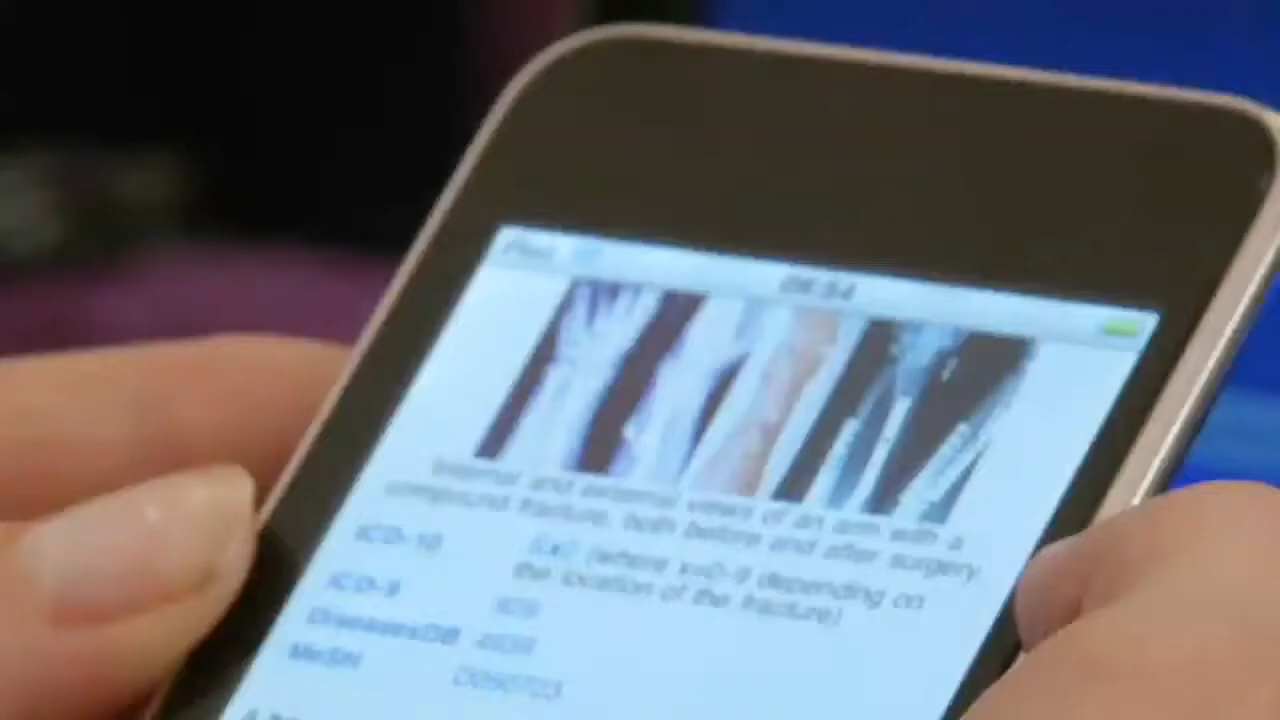 iPod
Internal and external views of an arm with a
compound fracture, both before and after surgery
ICD-10
(where x=0-9 depending on
the location of the fracture)
ICD-9
DiseasesDB
MeSH